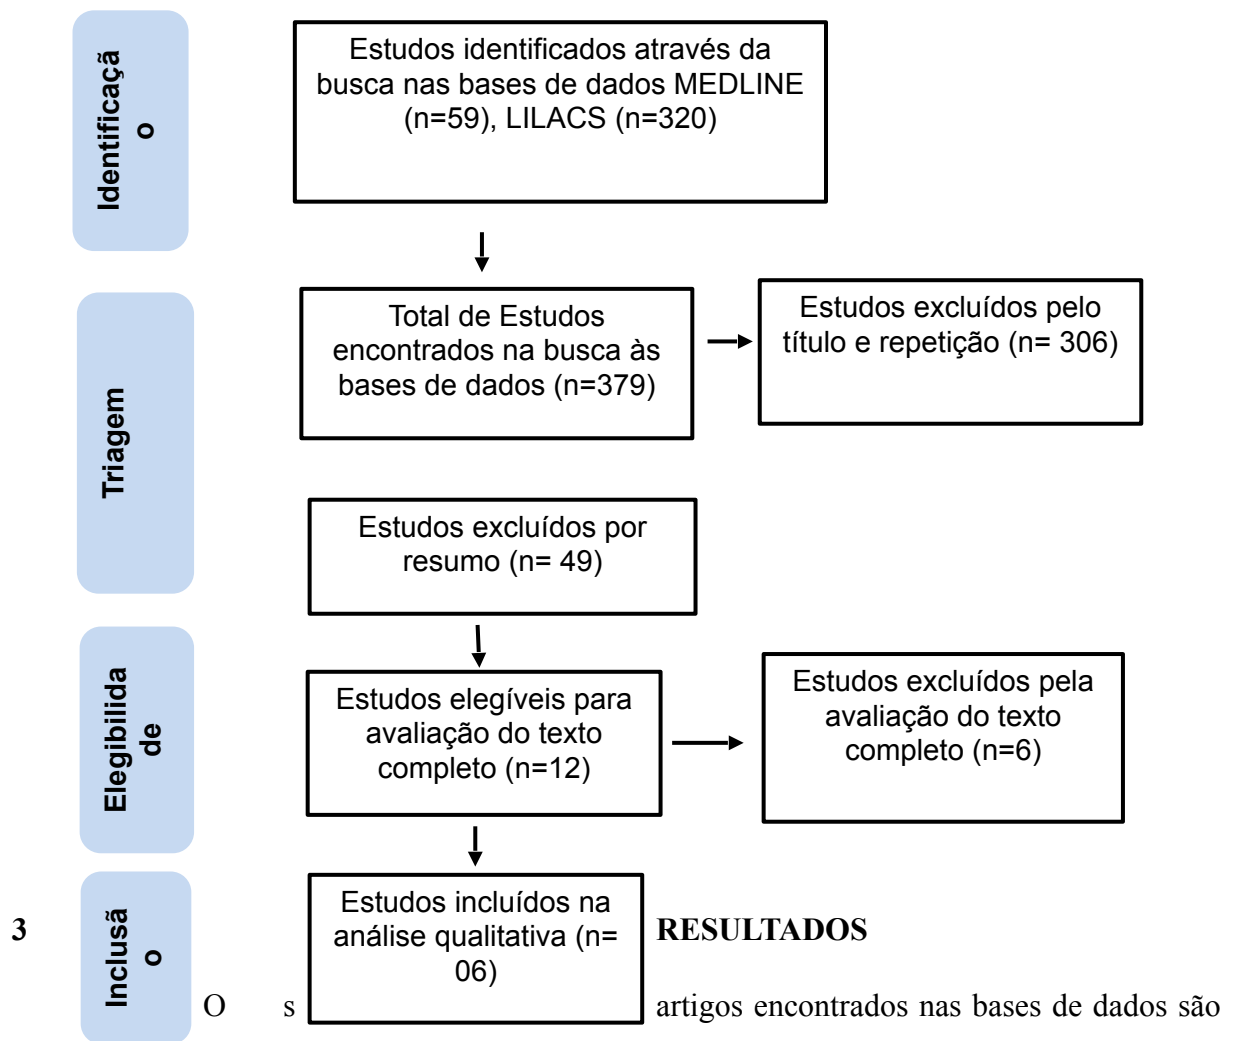 Identificaçã
o
Estudos identificados através da
busca nas bases de dados MEDLINE
(n=59), LILACS (n=320)
Triagem
Total de Estudos
encontrados na busca às
bases de dados (n=379)
Estudos excluídos pelo
título e repetição (n= 306)
Estudos excluídos por
resumo (n= 49)
Elegibilida
de
Estudos elegíveis para
avaliação do texto
completo (n=12)
Estudos excluídos pela
avaliação do texto
completo (n=6)
Inclusã
o
Estudos incluídos na
análise qualitativa (n=
06)
3 RESULTADOS
O s artigos encontrados nas bases de dados são